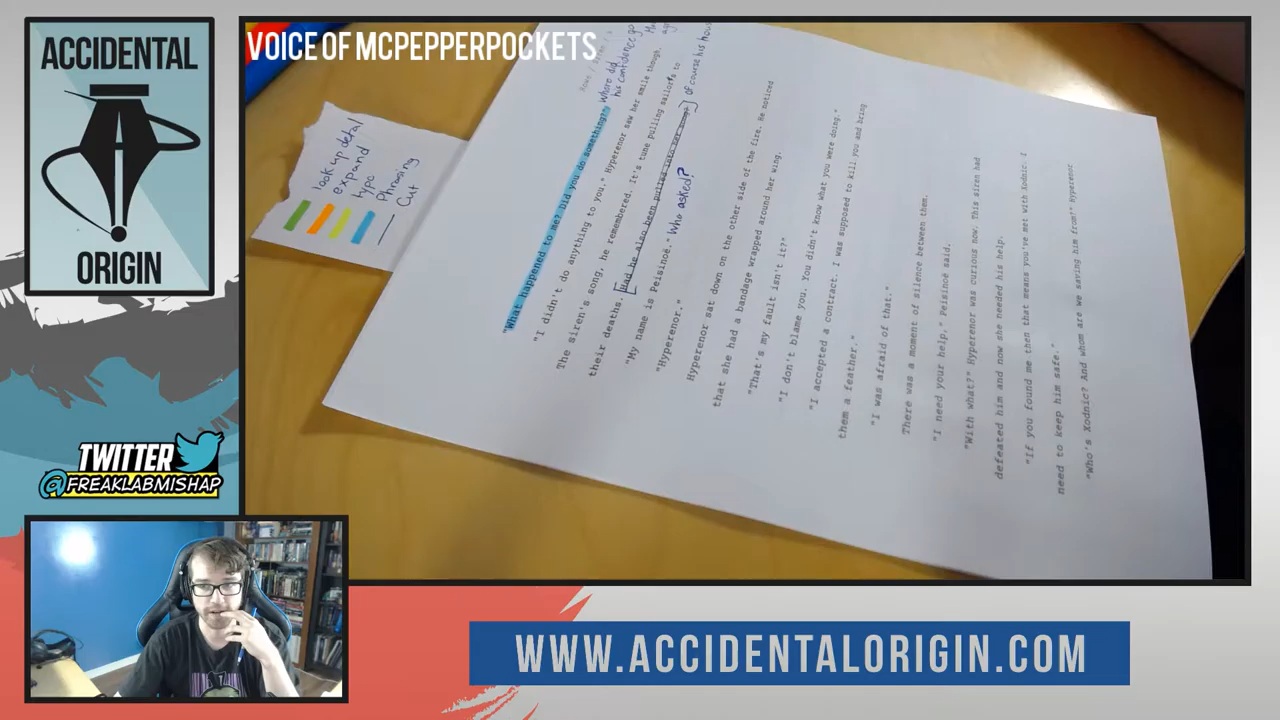 ACCIDENTAL
ORIGIN
VOICE OF MCPEPPERPOCKETS
look up detail
expand
type
phrasing
Cut
Where did
his confidence go
"What happened to me? Did you do something?"
"I didn't do anything to you." Hyperenor saw her smile though.
The siren's song, he remembered. It's tune pulling sailors to
their deaths. [Had he also been pulled into her song?] of course his hous
"My name is Peisinoë." Who asked?
"Hyperenor."
Hyperenor sat down on the other side of the fire. He noticed
that she had a bandage wrapped around her wing.
"That's my fault isn't it?"
"I don't blame you. You didn't know what you were doing."
"I accepted a contract. I was supposed to kill you and bring
them a feather."
"I was afraid of that."
There was a moment of silence between them.
"I need your help," Peisinoë said.
"With what?" Hyperenor was curious now. This siren had
defeated him and now she needed his help.
"If you found me then that means you've met with Xodnic. I
need to keep him safe."
"Who's Xodnic? And whom are we saving him from?" Hyperenor
TWITTER
@FREAKLABMISHAP
WWW.ACCIDENTALORIGIN.COM